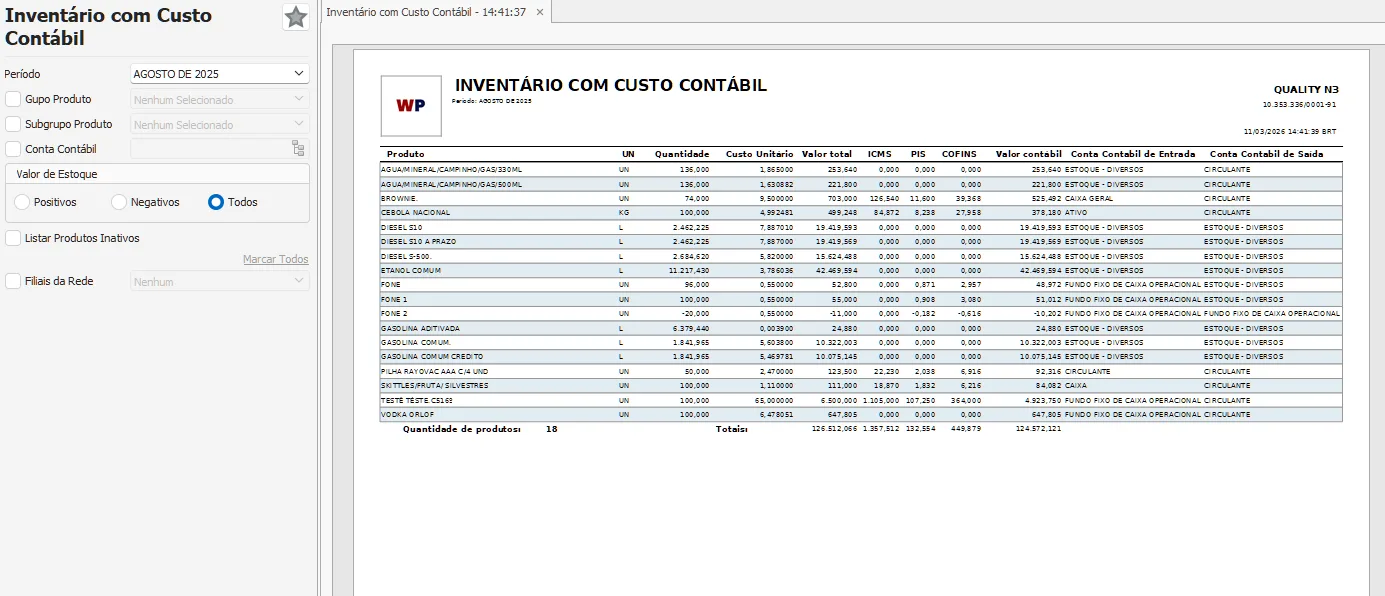 Inventário com Custo
Contábil
Período AGOSTO DE 2025
Gupo Produto Nenhum Selecionado
Subgrupo Produto Nenhum Selecionado
Conta Contábil
Valor de Estoque
Positivos Negativos Todos
Listar Produtos Inativos
Marcar Todos
Filiais da Rede Nenhum
Inventário com Custo Contábil - 14:41:37 ×
WP
INVENTÁRIO COM CUSTO CONTÁBIL
Período: AGOSTO DE 2025
QUALITY N3
10.353.336/0001-91
11/03/2026 14:41:39 BRT
Produto UN Quantidade Custo Unitário Valor total ICMS PIS COFINS Valor contábil Conta Contabil de Entrada Conta Contabil de Saida
AGUA/MINERAL/CAMPINHO/GAS/330ML UN 136,000 1,865000 253,640 0,000 0,000 0,000 253,640 ESTOQUE - DIVERSOS CIRCULANTE
AGUA/MINERAL/CAMPINHO/GAS/500ML UN 136,000 1,630882 221,800 0,000 0,000 0,000 221,800 ESTOQUE - DIVERSOS CIRCULANTE
BROWNIE. UN 74,000 9,500000 703,000 126,540 11,600 39,368 525,492 CAIXA GERAL CIRCULANTE
CEBOLA NACIONAL KG 100,000 4,992481 499,248 84,872 8,238 27,958 378,180 ATIVO CIRCULANTE
DIESEL S10 L 2.462,225 7,887010 19.419,593 0,000 0,000 0,000 19.419,593 ESTOQUE - DIVERSOS ESTOQUE - DIVERSOS
DIESEL S10 A PRAZO L 2.462,225 7,887000 19.419,569 0,000 0,000 0,000 19.419,569 ESTOQUE - DIVERSOS ESTOQUE - DIVERSOS
DIESEL S-500. L 2.684,620 5,820000 15.624,488 0,000 0,000 0,000 15.624,488 ESTOQUE - DIVERSOS ESTOQUE - DIVERSOS
ETANOL COMUM L 11.217,430 3,786036 42.469,594 0,000 0,000 0,000 42.469,594 ESTOQUE - DIVERSOS ESTOQUE - DIVERSOS
FONE UN 96,000 0,550000 52,800 0,000 0,871 2,957 48,972 FUNDO FIXO DE CAIXA OPERACIONAL ESTOQUE - DIVERSOS
FONE 1 UN 100,000 0,550000 55,000 0,000 0,908 3,080 51,012 FUNDO FIXO DE CAIXA OPERACIONAL ESTOQUE - DIVERSOS
FONE 2 UN -20,000 0,550000 -11,000 0,000 -0,182 -0,616 -10,202 FUNDO FIXO DE CAIXA OPERACIONAL FUNDO FIXO DE CAIXA OPERACIONAL
GASOLINA ADITIVADA L 6.379,440 0,003900 24,880 0,000 0,000 0,000 24,880 ESTOQUE - DIVERSOS ESTOQUE - DIVERSOS
GASOLINA COMUM. L 1.841,965 5,603800 10.322,003 0,000 0,000 0,000 10.322,003 ESTOQUE - DIVERSOS ESTOQUE - DIVERSOS
GASOLINA COMUM CREDITO L 1.841,965 5,469781 10.075,145 0,000 0,000 0,000 10.075,145 ESTOQUE - DIVERSOS ESTOQUE - DIVERSOS
PILHA RAYOVAC AAA C/4 UND UN 50,000 2,470000 123,500 22,230 2,038 6,916 92,316 CIRCULANTE CIRCULANTE
SKITTLES/FRUTA/ SILVESTRES UN 100,000 1,110000 111,000 18,870 1,832 6,216 84,082 CAIXA CIRCULANTE
TESTE TESTE C5169 UN 100,000 65,000000 6.500,000 1.105,000 107,250 364,000 4.923,750 FUNDO FIXO DE CAIXA OPERACIONAL CIRCULANTE
VODKA ORLOF UN 100,000 6,478051 647,805 0,000 0,000 0,000 647,805 FUNDO FIXO DE CAIXA OPERACIONAL CIRCULANTE
Quantidade de produtos: 18 Totais: 126.512,066 1.357,512 132,554 449,879 124.572,121